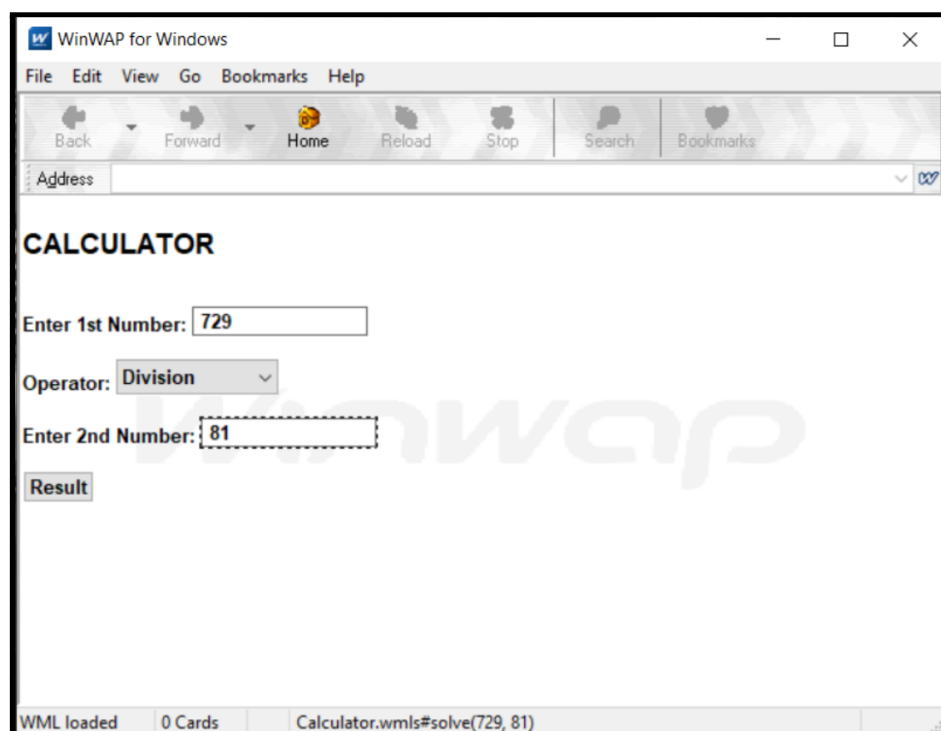 WinWAP for Windows
File Edit View Go Bookmarks Help
Back Forward Home Reload Stop Search Bookmarks
Address
CALCULATOR
Enter 1st Number: 729
Operator: Division
Enter 2nd Number: 81
Result
Winwap
WML loaded 0 Cards Calculator.wmls#solve(729, 81)